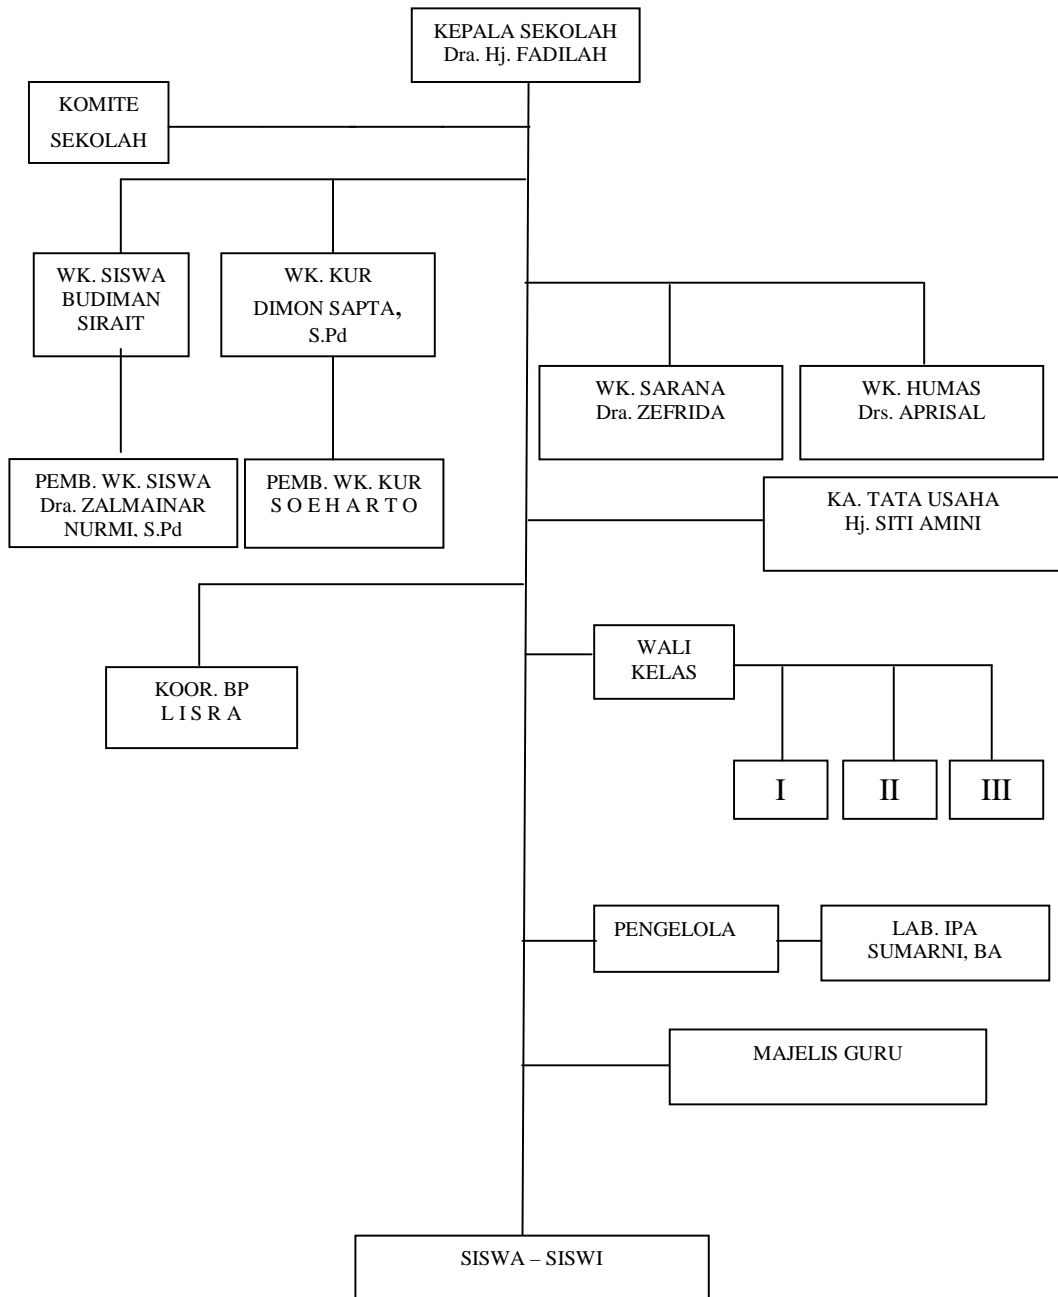 KEPALA SEKOLAH
Dra. Hj. FADILAH
KOMITE
SEKOLAH
WK. SISWA
BUDIMAN
SIRAIT
WK. KUR
DIMON SAPTA,
S.Pd
WK. SARANA
Dra. ZEFRIDA
WK. HUMAS
Drs. APRISAL
PEMB. WK. SISWA
Dra. ZALMAINAR
NURMI, S.Pd
PEMB. WK. KUR
S O E H A R T O
KA. TATA USAHA
Hj. SITI AMINI
KOOR. BP
L I S R A
WALI
KELAS
I
II
III
PENGELOLA
LAB. IPA
SUMARNI, BA
MAJELIS GURU
SISWA – SISWI